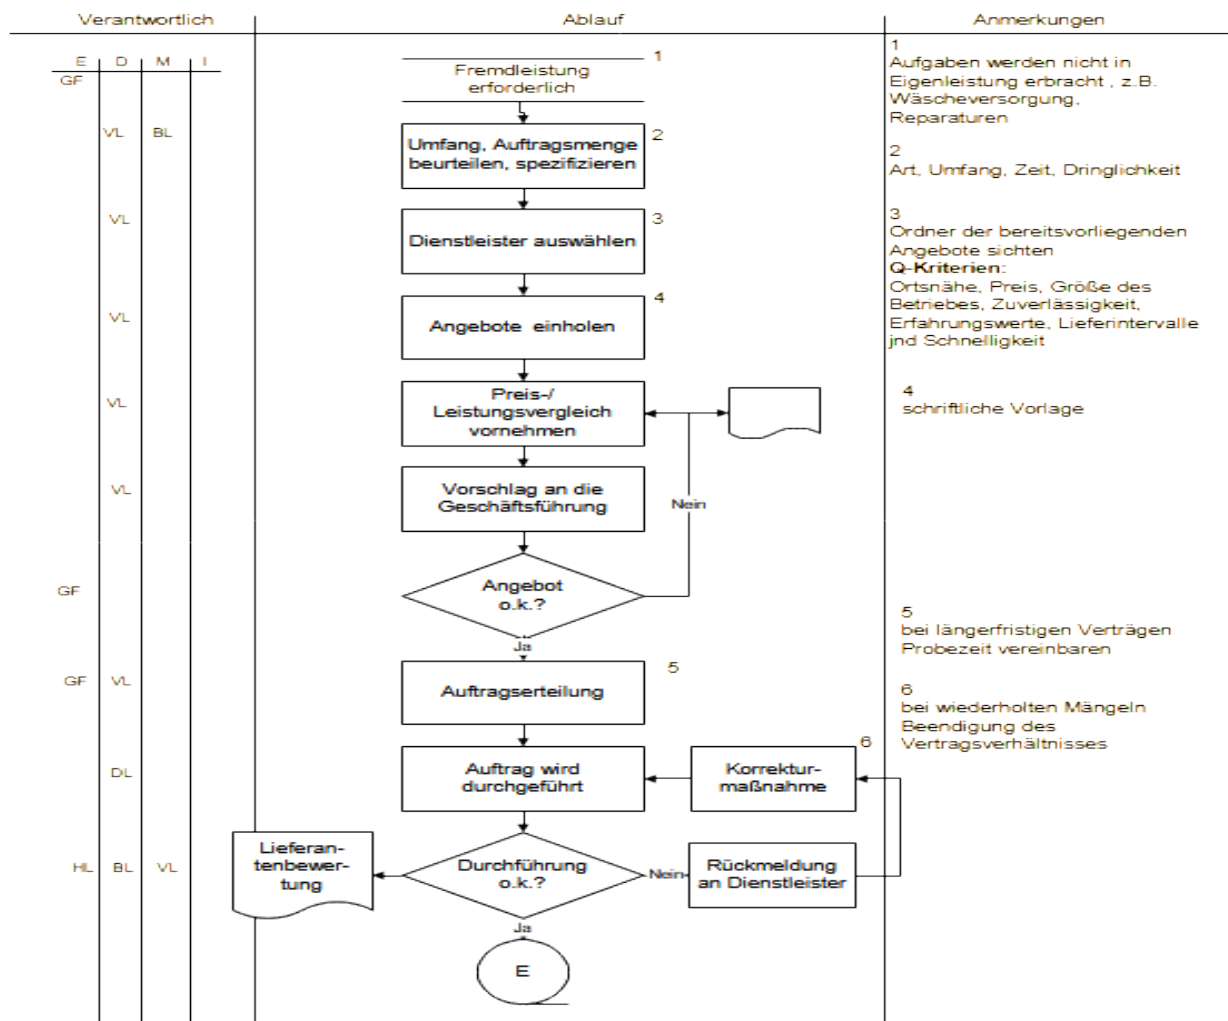 Verantwortlich
Ablauf
Anmerkungen
E D M I
GF
1
Fremdleistung
erforderlich
1
Aufgaben werden nicht in
Eigenleistung erbracht , z.B.
Wäscheversorgung,
Reparaturen
VL BL
Umfang, Auftragsmenge
beurteilen, spezifizieren
2
2
Art, Umfang, Zeit, Dringlichkeit
VL
Dienstleister auswählen
3
3
Ordner der bereitsvorliegenden
Angebote sichten
Q-Kriterien:
Ortsnähe, Preis, Größe des
Betriebes, Zuverlässigkeit,
Erfahrungswerte, Lieferintervalle
jnd Schnelligkeit
VL
Angebote einholen
4
4
schriftliche Vorlage
VL
Preis-/
Leistungsvergleich
vornehmen
VL
Vorschlag an die
Geschäftsführung
Nein
GF
Angebot
o.k.?
Ja
5
bei längerfristigen Verträgen
Probezeit vereinbaren
GF VL
Auftragserteilung
5
6
bei wiederholten Mängeln
Beendigung des
Vertragsverhältnisses
DL
Auftrag wird
durchgeführt
Korrektur-
maßnahme
6
HL BL VL
Lieferan-
tenbewer-
tung
Durchführung
o.k.?
Nein
Rückmeldung
an Dienstleister
Ja
E